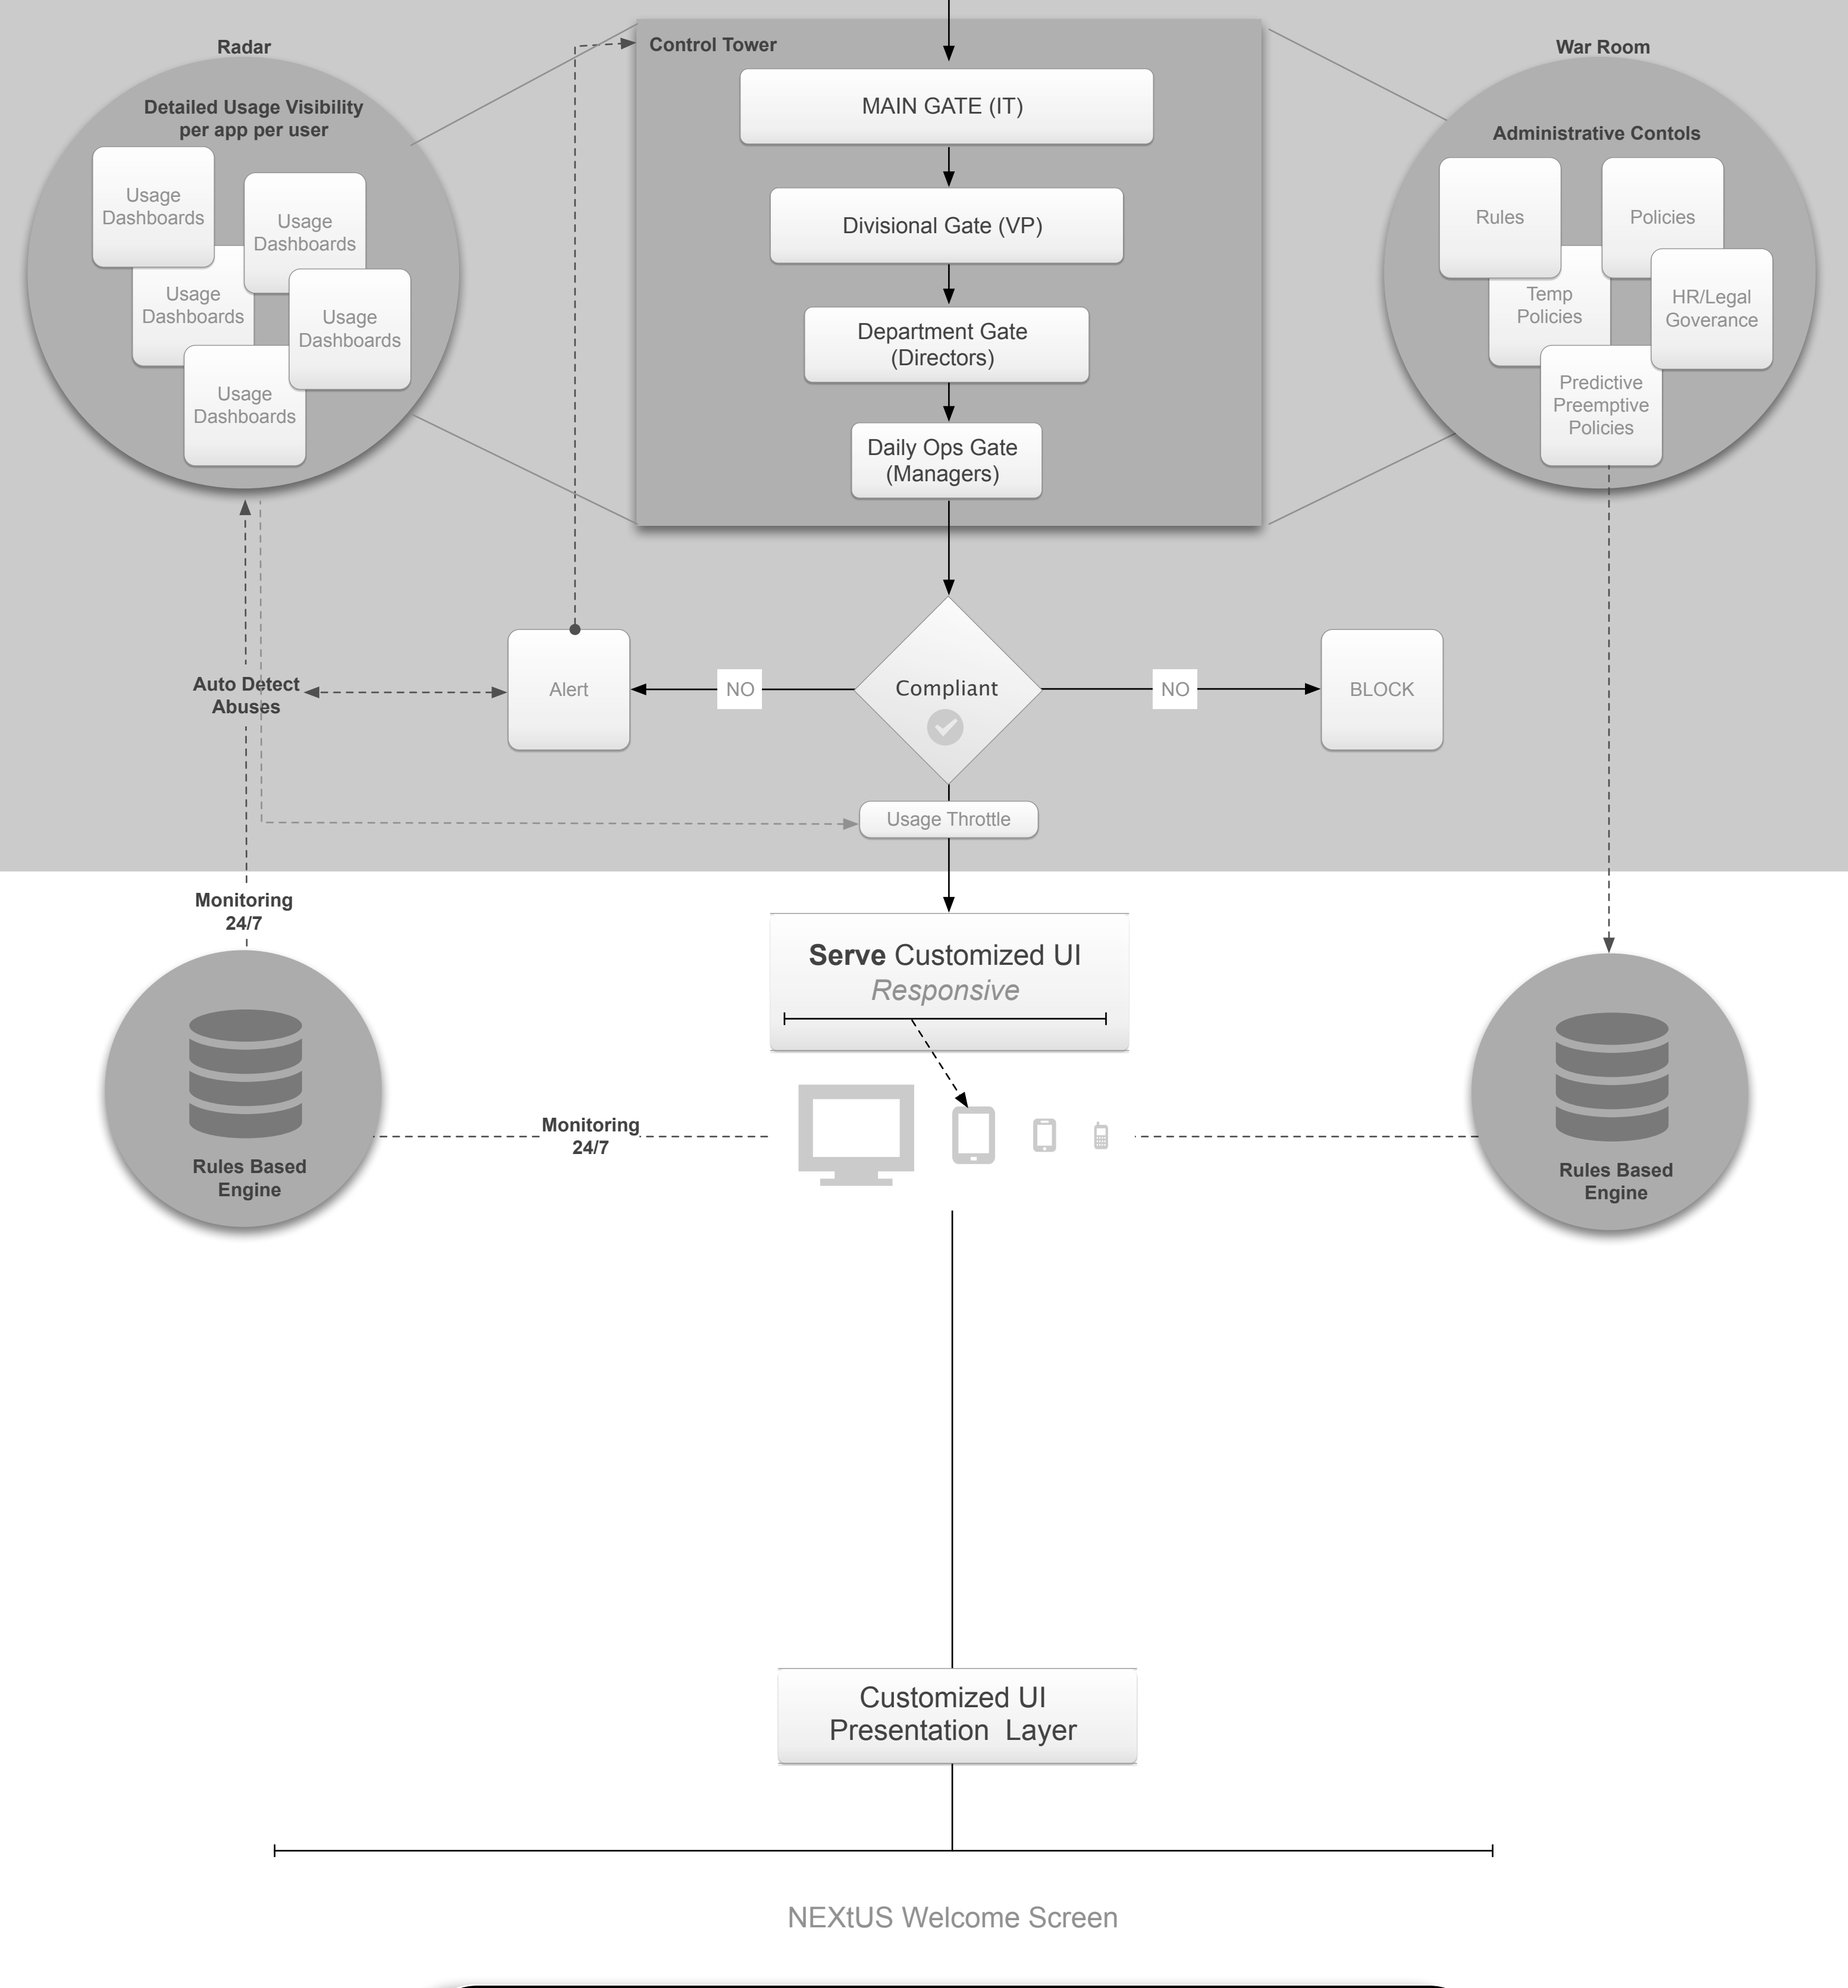 Radar
Control Tower
War Room
Detailed Usage Visibility
per app per user
MAIN GATE (IT)
Administrative Contols
Usage
Dashboards
Usage
Dashboards
Usage
Dashboards
Usage
Dashboards
Usage
Dashboards
Divisional Gate (VP)
Department Gate
(Directors)
Daily Ops Gate
(Managers)
Rules
Policies
Temp
Policies
HR/Legal
Goverance
Predictive
Preemptive
Policies
Auto Detect
Abuses
Alert
NO
Compliant
NO
BLOCK
Usage Throttle
Monitoring
24/7
Serve Customized UI
Responsive
Rules Based
Engine
Monitoring
24/7
Rules Based
Engine
Customized UI
Presentation  Layer
NEXtUS Welcome Screen